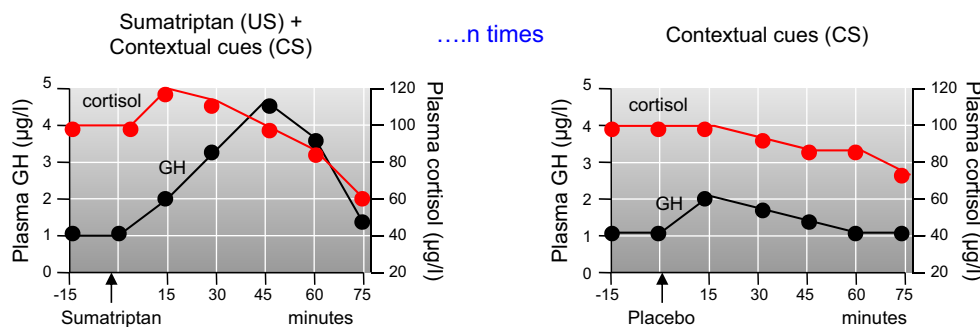 Sumatriptan (US) +
Contextual cues (CS)
....n times
Contextual cues (CS)
Plasma GH (µg/l)
5
4
3
2
1
0
cortisol
GH
120
100
80
60
40
20
Plasma cortisol
(µg/l)
-15 15 30 45 60 75
Sumatriptan minutes
Plasma GH (µg/l)
5
4
3
2
1
0
cortisol
GH
120
100
80
60
40
20
Plasma cortisol
(µg/l)
-15 0 15 30 45 60 75
Placebo minutes